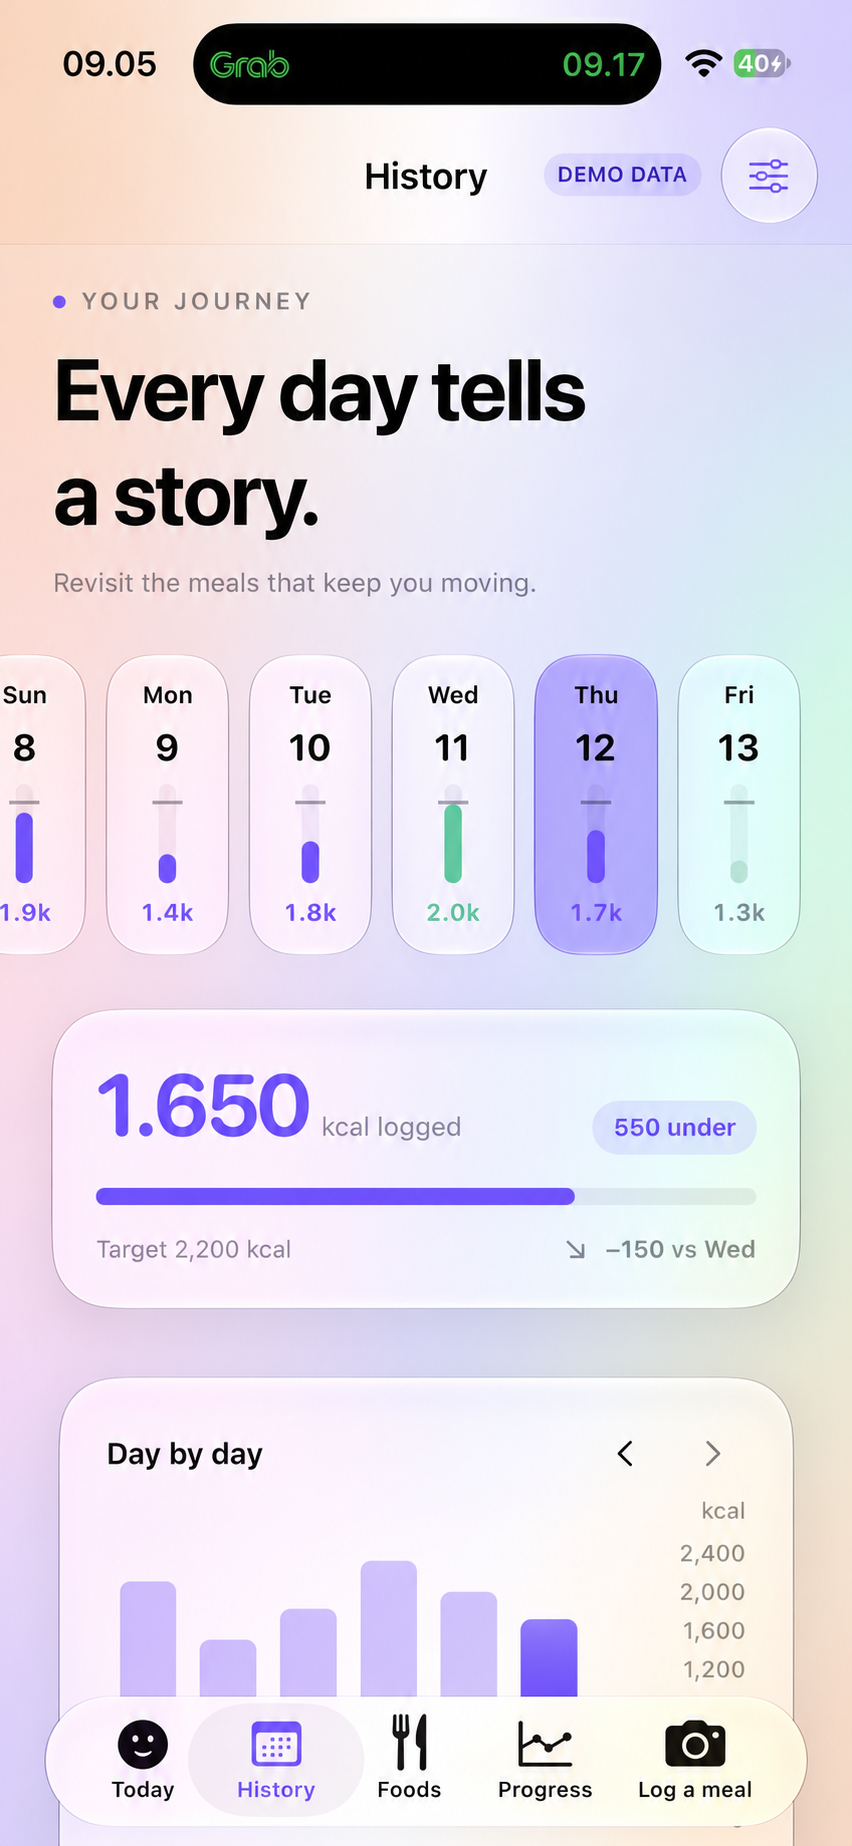 09.05
Grab
09.17
40
History
DEMO DATA
YOUR JOURNEY
Every day tells
a story.
Revisit the meals that keep you moving.
Sun
8
1.9k
Mon
9
1.4k
Tue
10
1.8k
Wed
11
2.0k
Thu
12
1.7k
Fri
13
1.3k
1.650 kcal logged
550 under
Target 2,200 kcal
−150 vs Wed
Day by day
kcal
2,400
2,000
1,600
1,200
Today
History
Foods
Progress
Log a meal